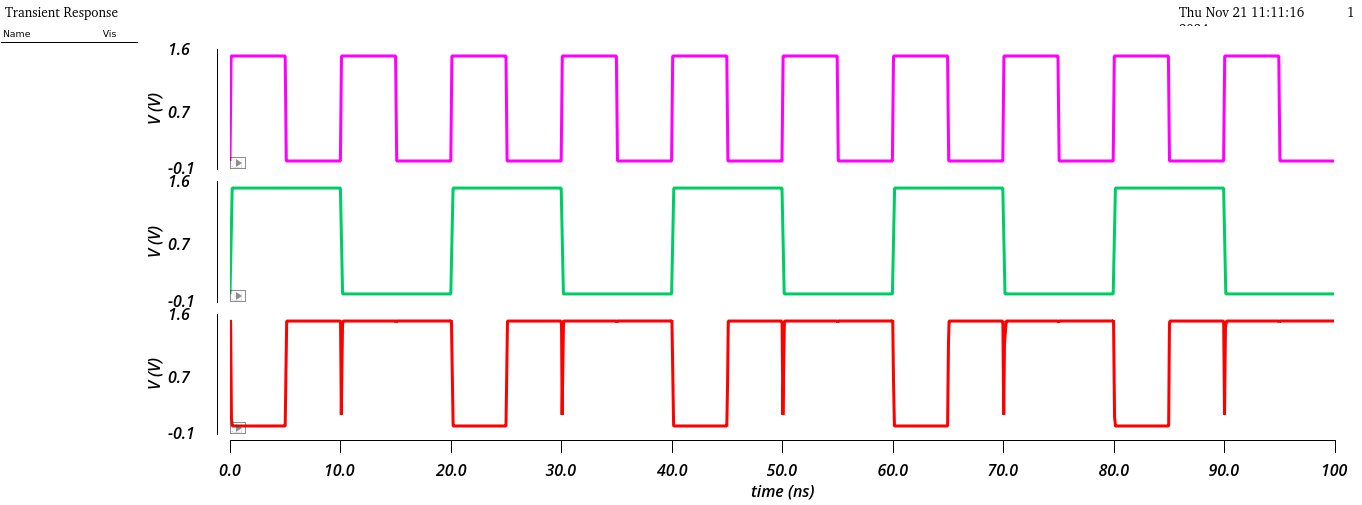 Transient Response
Thu Nov 21 11:11:16 1
Name Vis
1.6
V (V)
0.7
-0.1
1.6
V (V)
0.7
-0.1
1.6
V (V)
0.7
-0.1
0.0 10.0 20.0 30.0 40.0 50.0 60.0 70.0 80.0 90.0 100
time (ns)